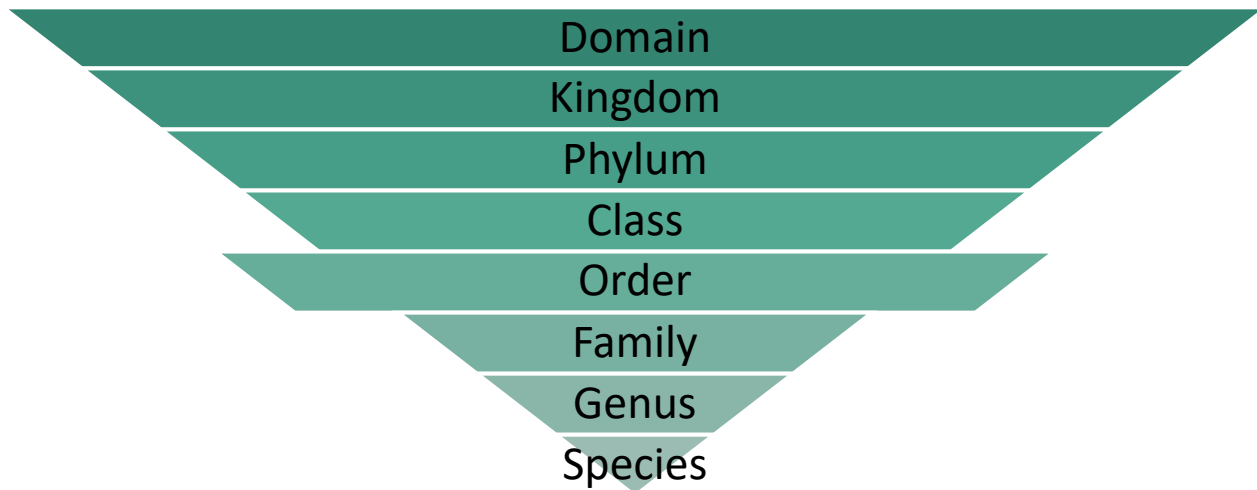 Domain
Kingdom
Phylum
Class
Order
Family
Genus
Species